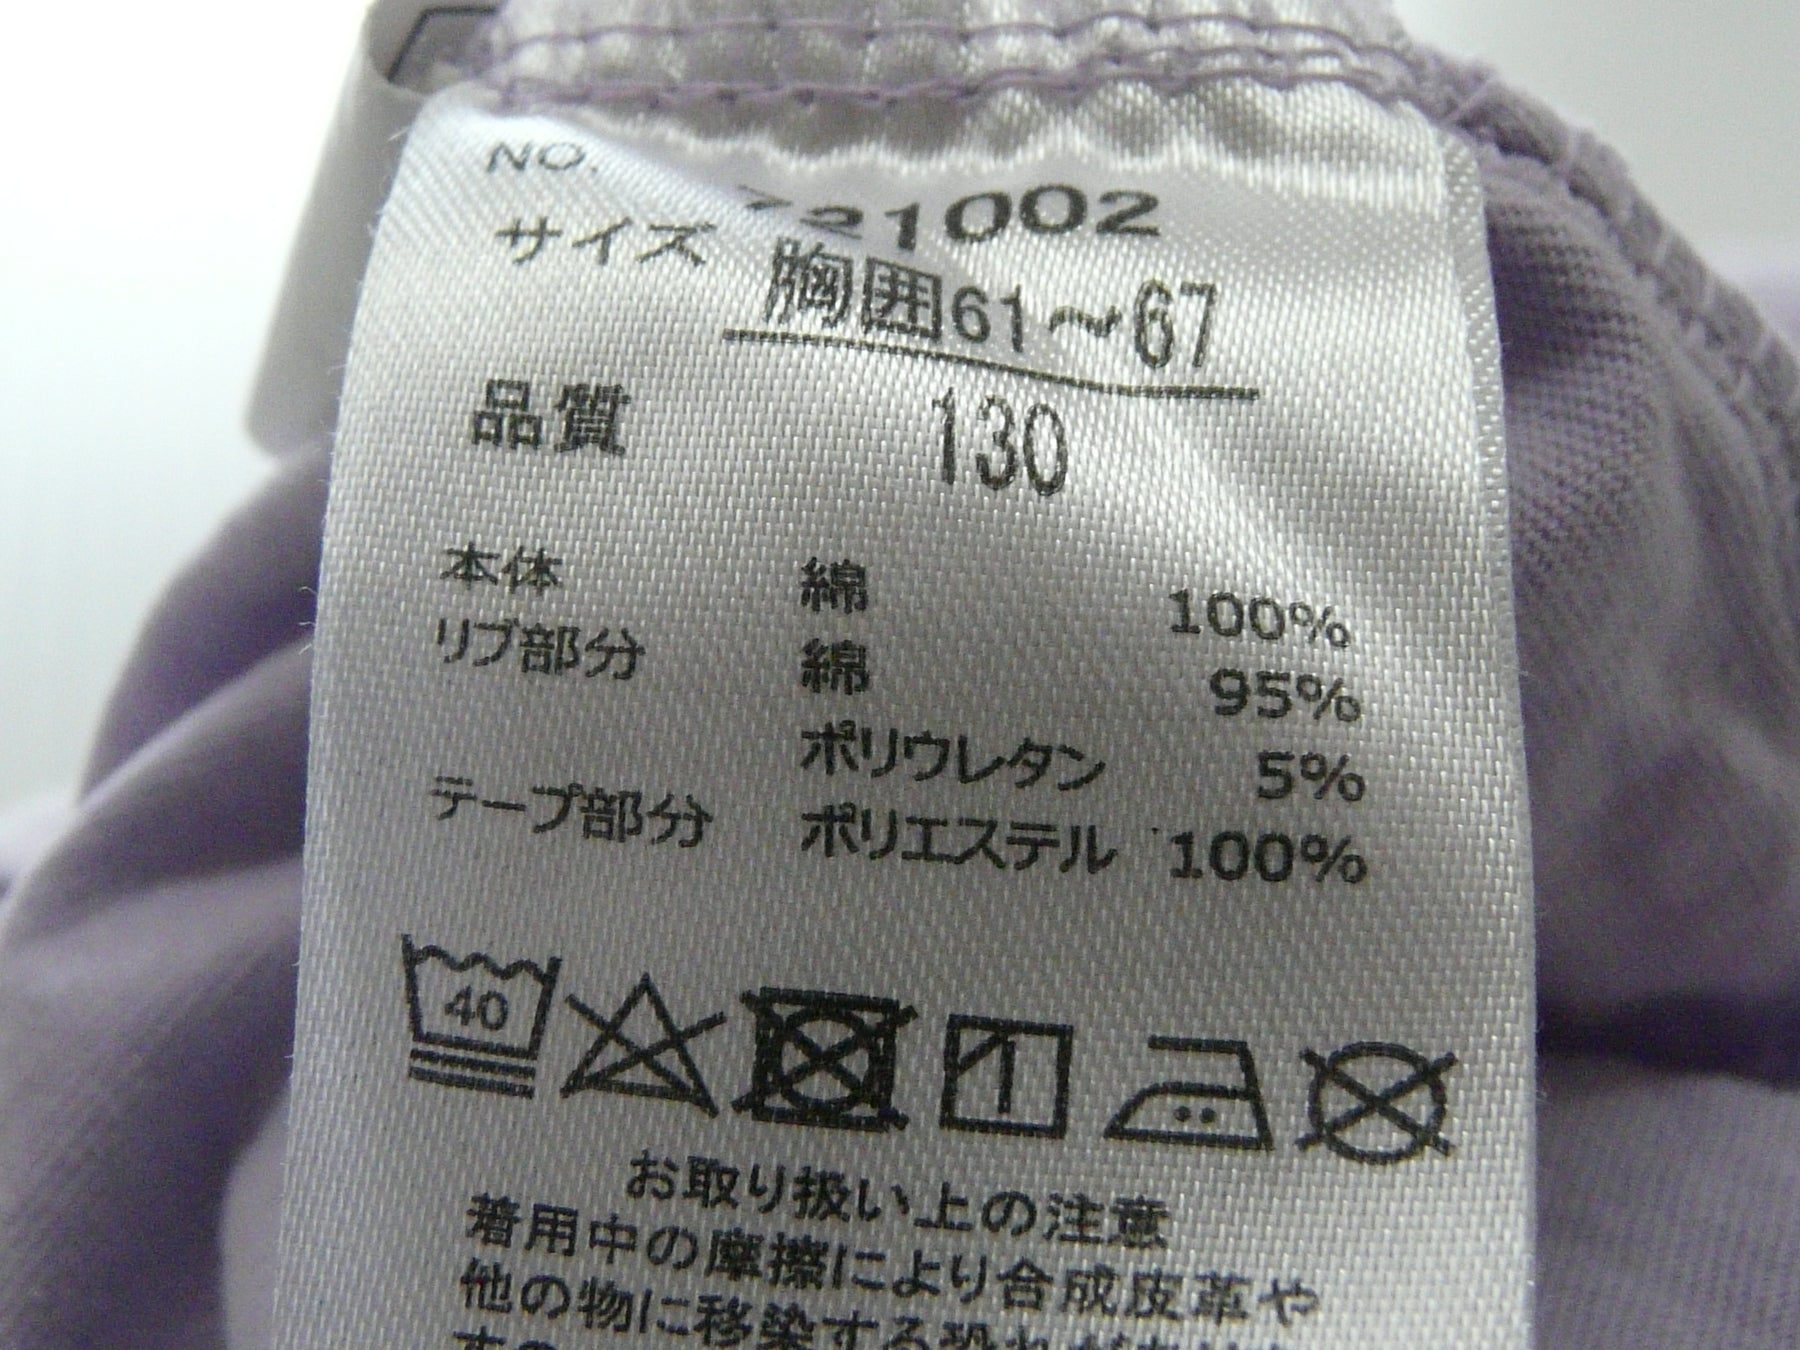 NO. 721002
サイズ 胸囲61～67
品質 130
本体 綿 100%
リブ部分 綿 95%
ポリウレタン 5%
テープ部分 ポリエステル 100%
40
お取り扱い上の注意
着用中の摩擦により合成皮革や
他の物に移染する恐れがあり